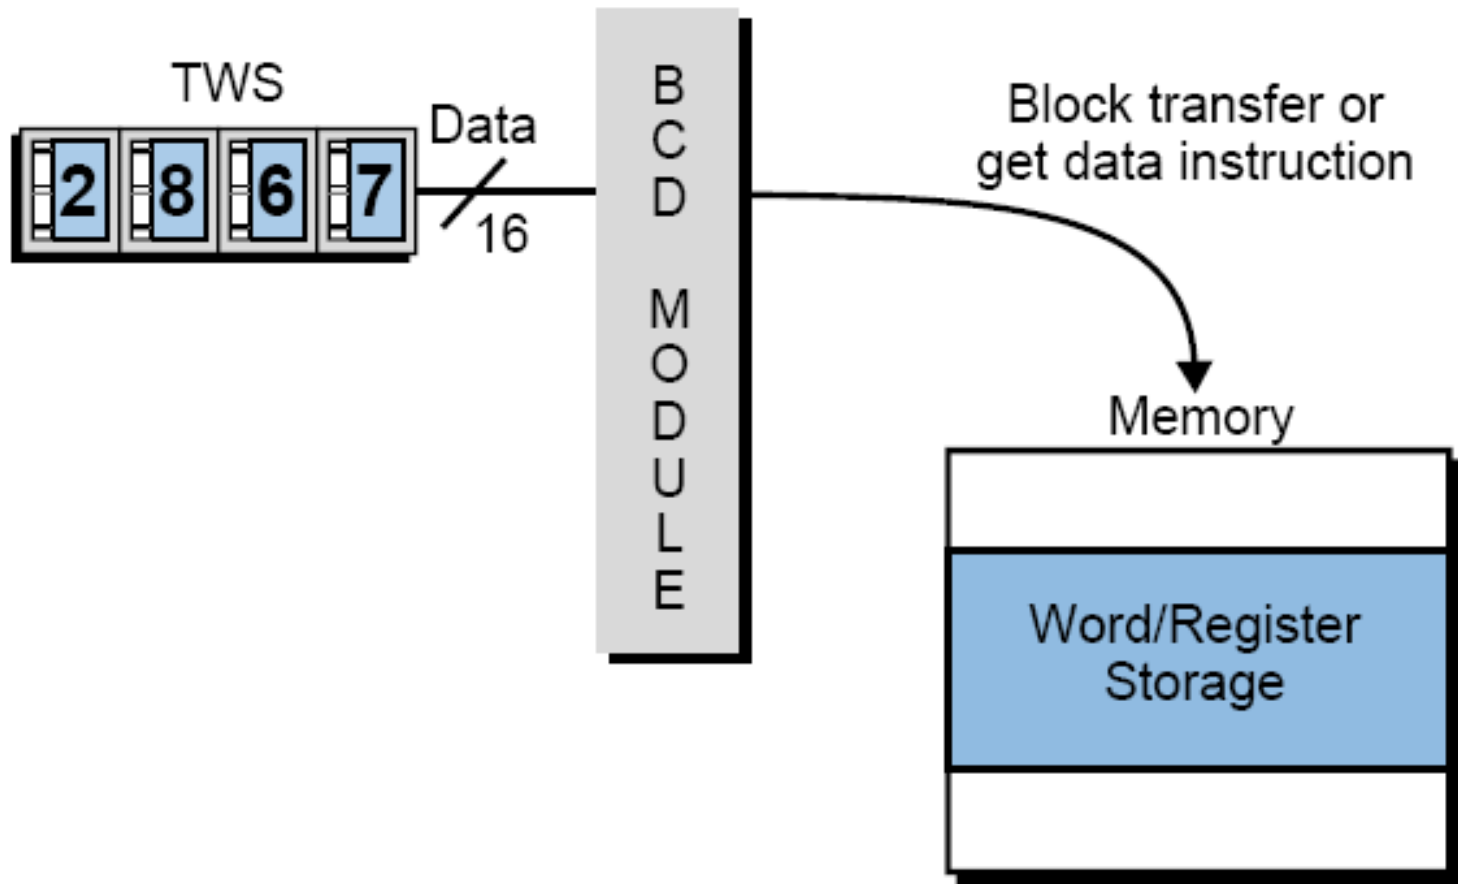 TWS
2 8 6 7
Data
16
BCD MODULE
Block transfer or
get data instruction
Memory
Word/Register
Storage